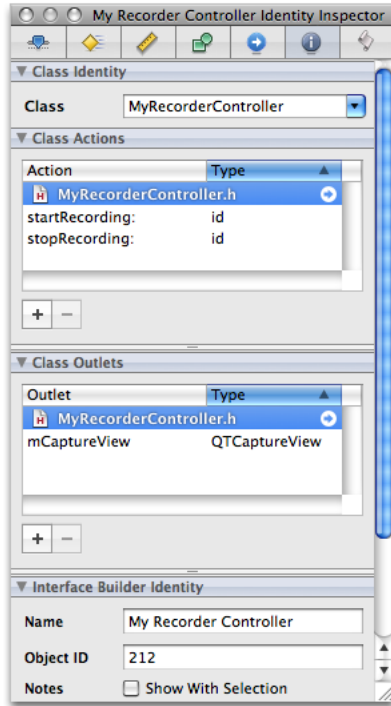 My Recorder Controller Identity Inspector
Class Identity
Class MyRecorderController
Class Actions
Action Type
MyRecorderController.h
startRecording: id
stopRecording: id
+ −
Class Outlets
Outlet Type
MyRecorderController.h
mCaptureView QTCaptureView
+ −
Interface Builder Identity
Name My Recorder Controller
Object ID 212
Notes Show With Selection